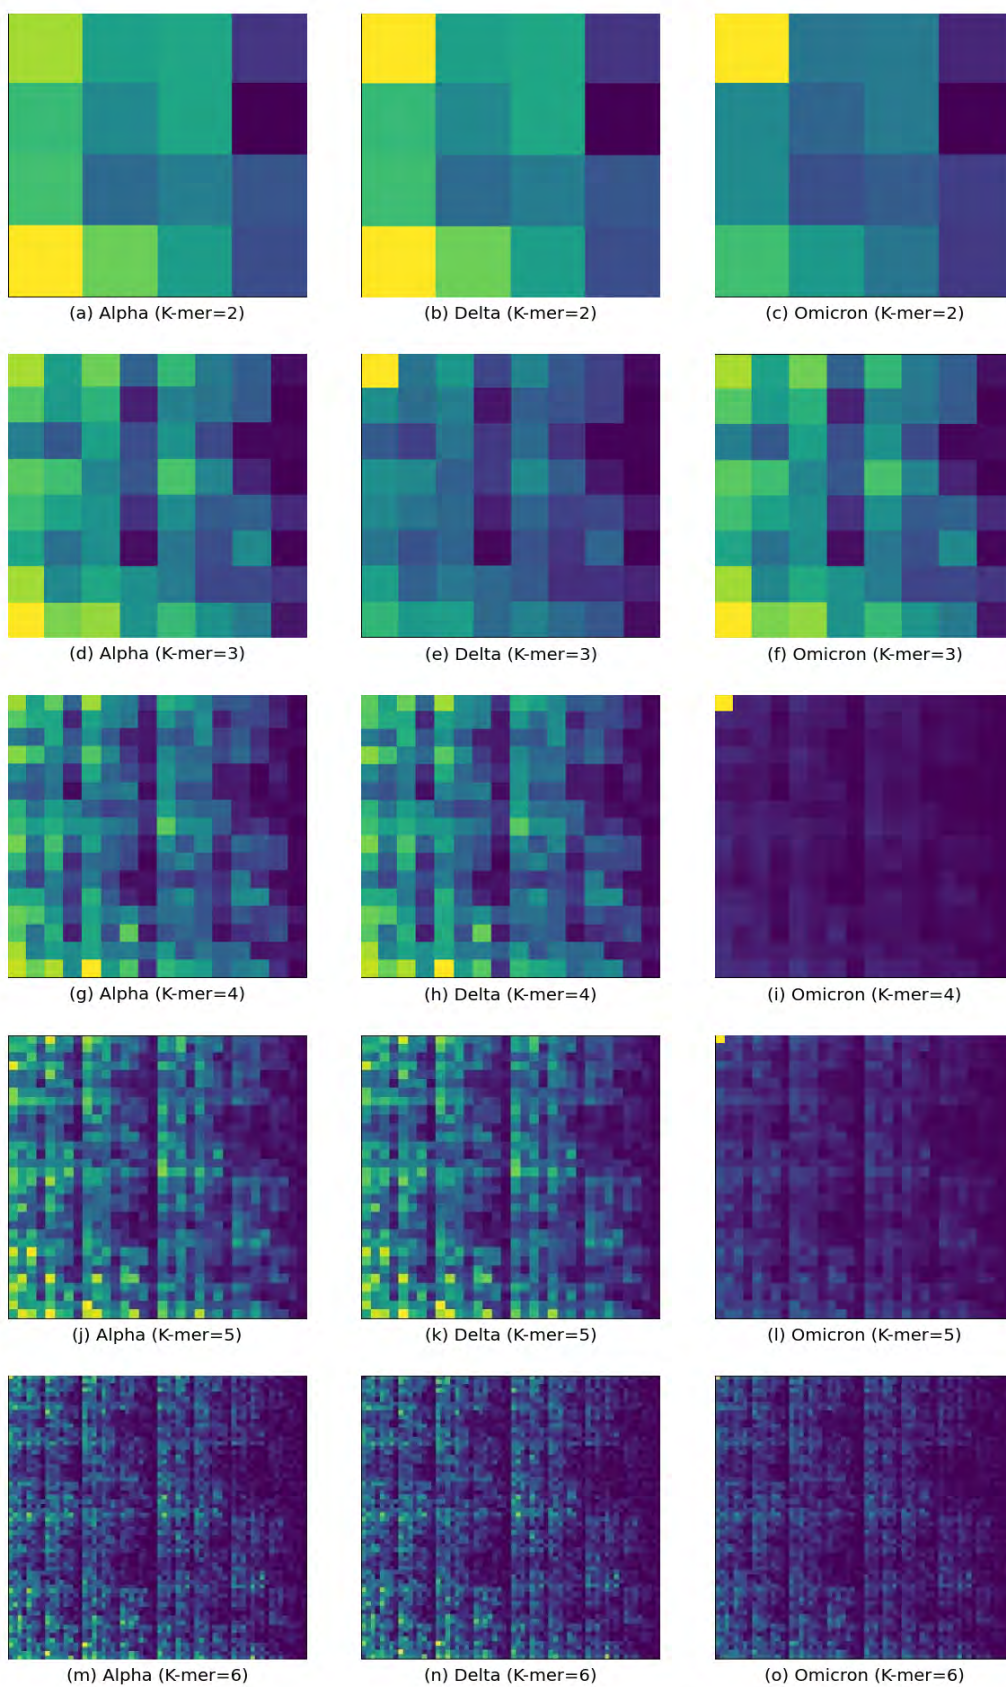 (a) Alpha (K-mer=2)
(b) Delta (K-mer=2)
(c) Omicron (K-mer=2)
(d) Alpha (K-mer=3)
(e) Delta (K-mer=3)
(f) Omicron (K-mer=3)
(g) Alpha (K-mer=4)
(h) Delta (K-mer=4)
(i) Omicron (K-mer=4)
(j) Alpha (K-mer=5)
(k) Delta (K-mer=5)
(l) Omicron (K-mer=5)
(m) Alpha (K-mer=6)
(n) Delta (K-mer=6)
(o) Omicron (K-mer=6)